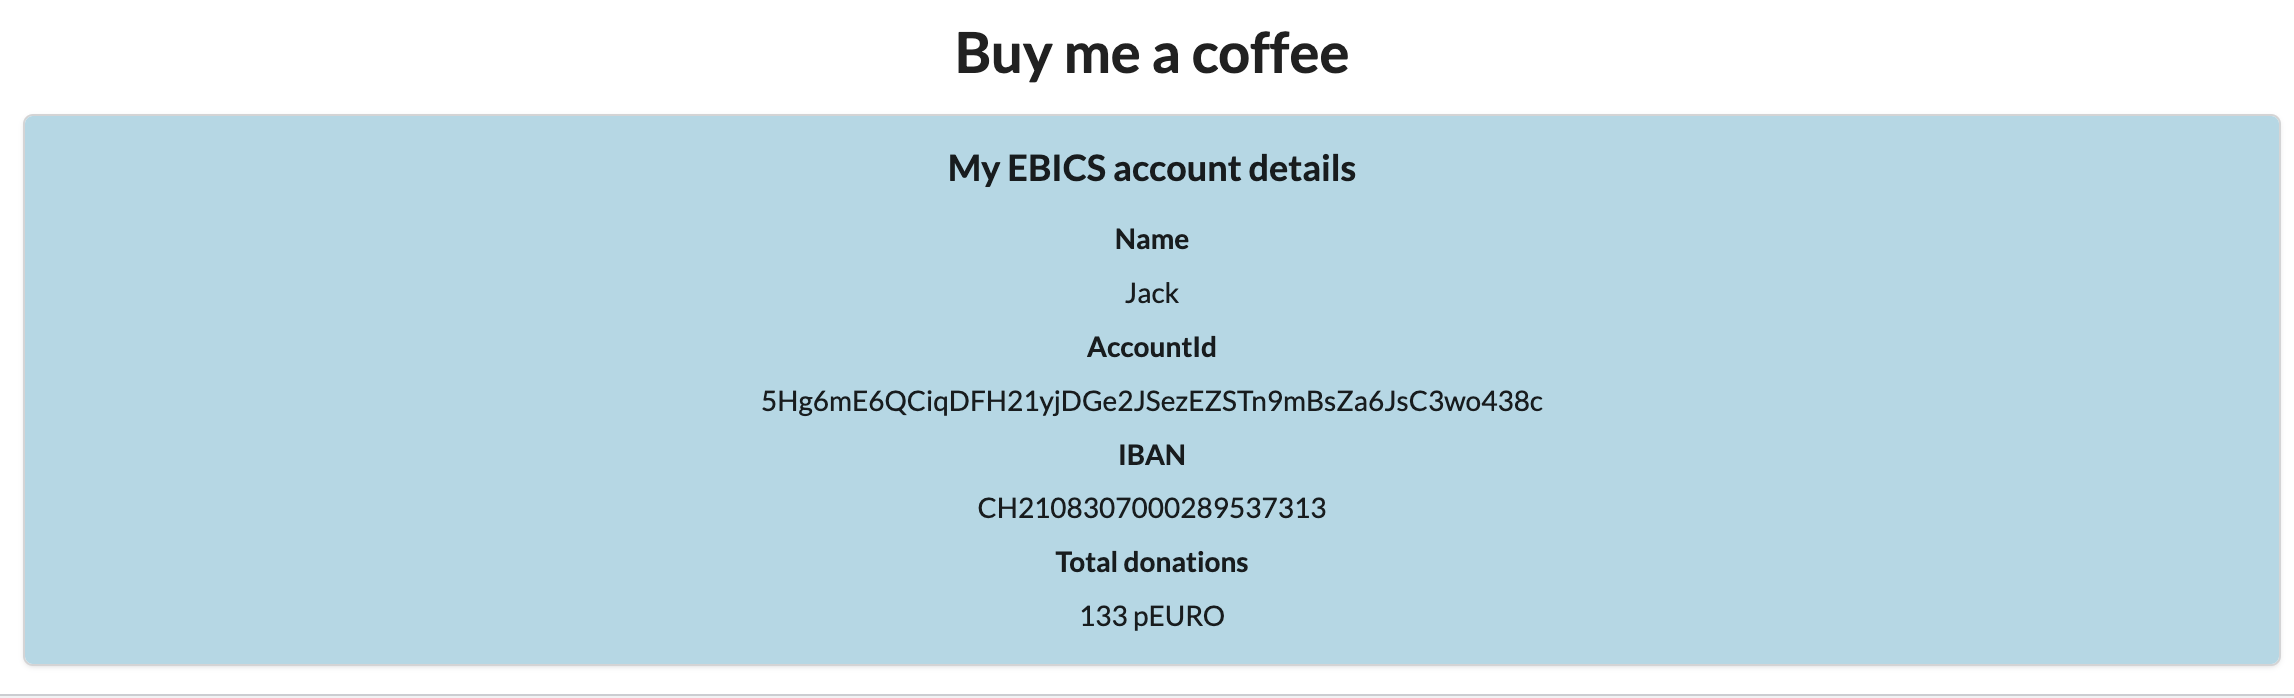 Buy me a coffee
My EBICS account details
Name
Jack
AccountId
5Hg6mE6QCiqDFH21yjDGe2JSezEZSTn9mBsZa6JsC3wo438c
IBAN
CH2108307000289537313
Total donations
133 pEURO